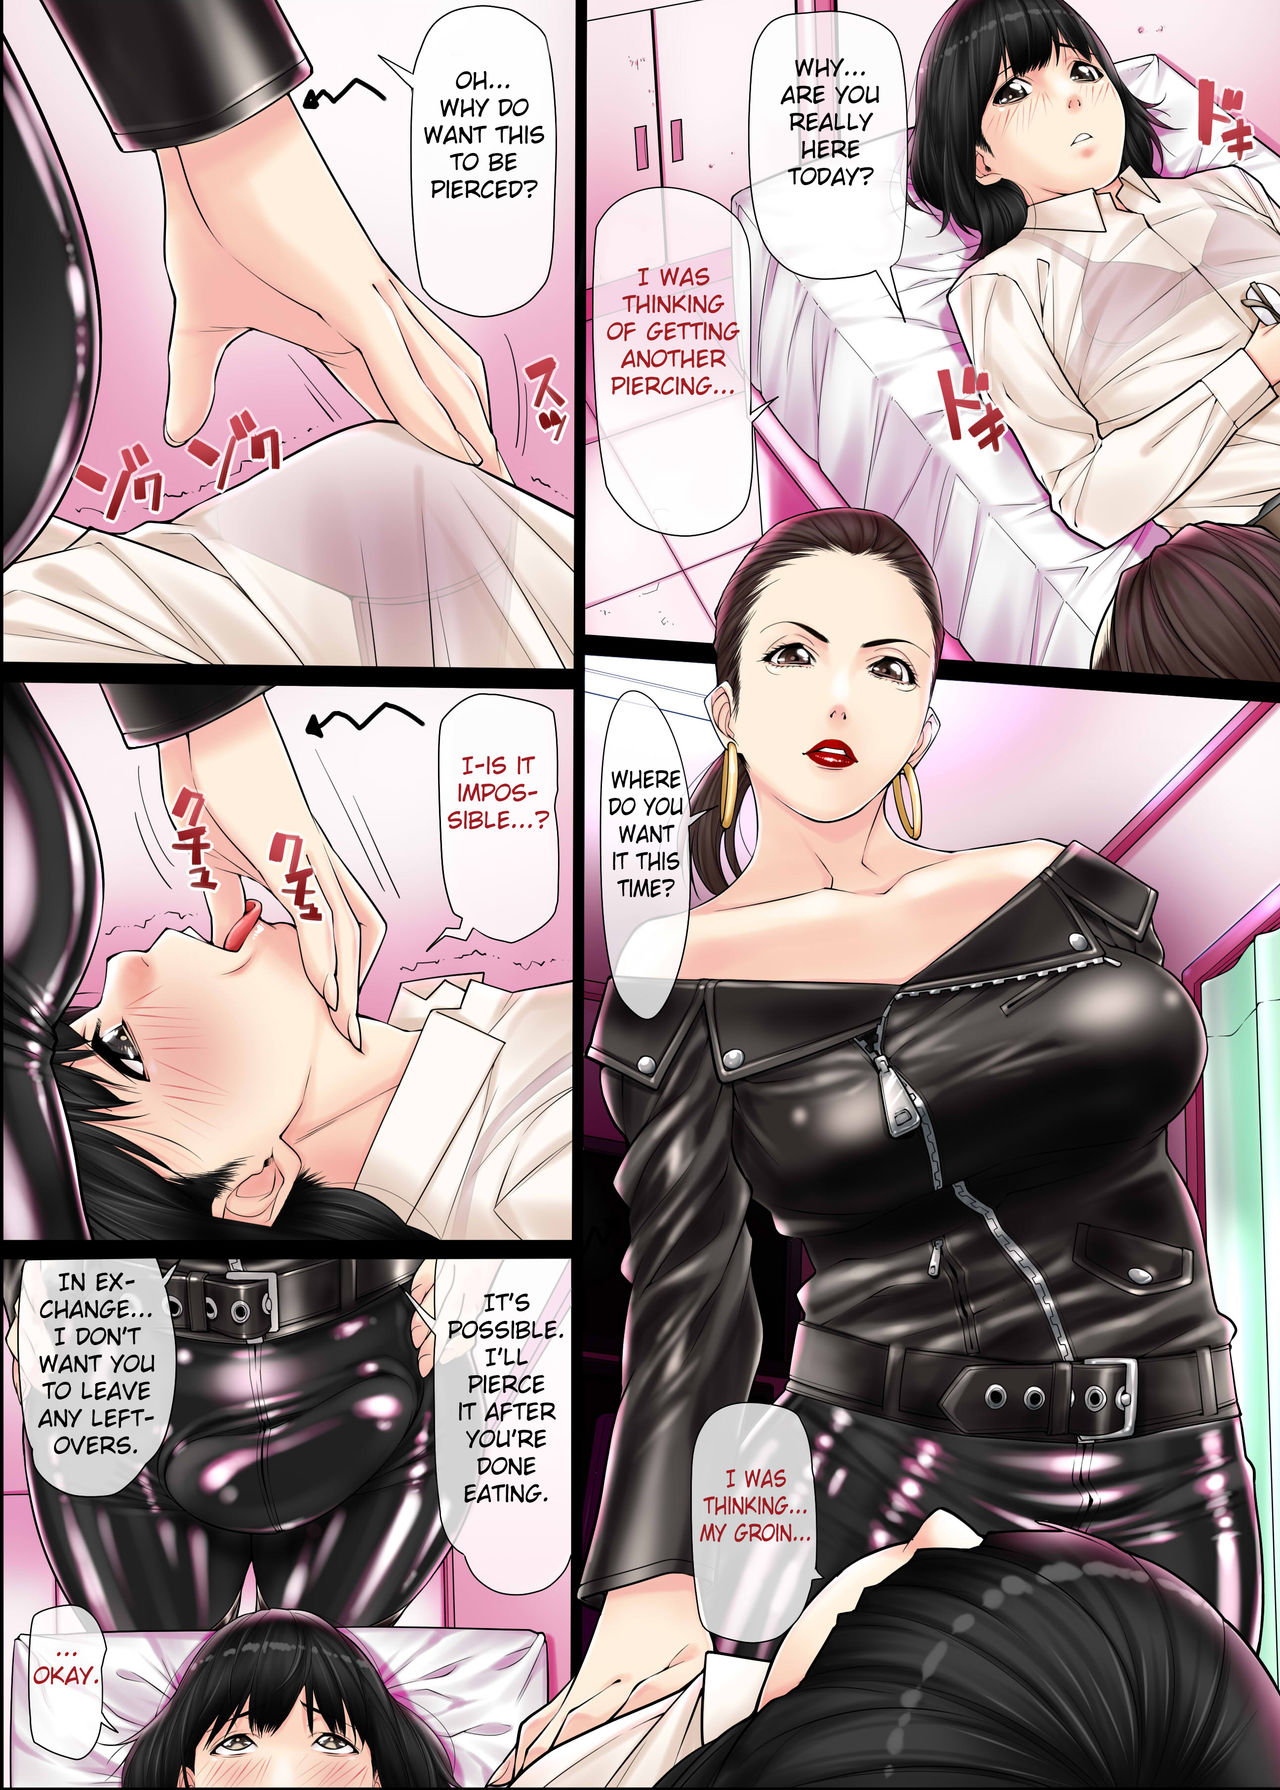 WHY...
ARE YOU
REALLY
HERE
TODAY?
ドキ
I WAS
THINKING
OF GETTING
ANOTHER
PIERCING...
ドキ
WHERE
DO YOU
WANT
IT THIS
TIME?
I WAS
THINKING...
MY GROIN...
OH...
WHY DO
WANT THIS
TO BE
PIERCED?
スッ
ゾク
ゾク
I-IS IT
IMPOS-
SIBLE...?
クチュ
クチュ
IT'S
POSSIBLE.
I'LL
PIERCE
IT AFTER
YOU'RE
DONE
EATING.
IN EX-
CHANGE...
I DON'T
WANT YOU
TO LEAVE
ANY LEFT-
OVERS.
...
OKAY.